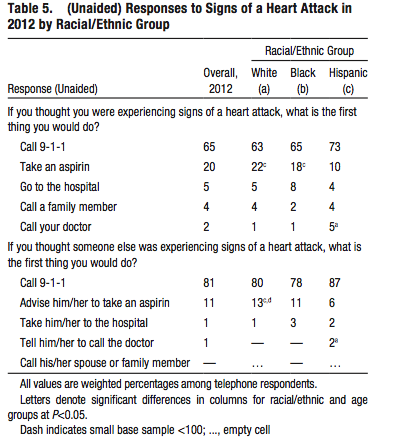 Table 5. (Unaided) Responses to Signs of a Heart Attack in
2012 by Racial/Ethnic Group
Racial/Ethnic Group
Overall, White Black Hispanic
Response (Unaided) 2012 (a) (b) (c)
If you thought you were experiencing signs of a heart attack, what is the first
thing you would do?
Call 9-1-1 65 63 65 73
Take an aspirin 20 22c 18c 10
Go to the hospital 5 5 8 4
Call a family member 4 4 2 4
Call your doctor 2 1 1 5a
If you thought someone else was experiencing signs of a heart attack, what is
the first thing you would do?
Call 9-1-1 81 80 78 87
Advise him/her to take an aspirin 11 13c,d 11 6
Take him/her to the hospital 1 1 3 2
Tell him/her to call the doctor 1 — — 2a
Call his/her spouse or family member — ... — ...
All values are weighted percentages among telephone respondents.
Letters denote significant differences in columns for racial/ethnic and age
groups at P<0.05.
Dash indicates small base sample <100; ..., empty cell